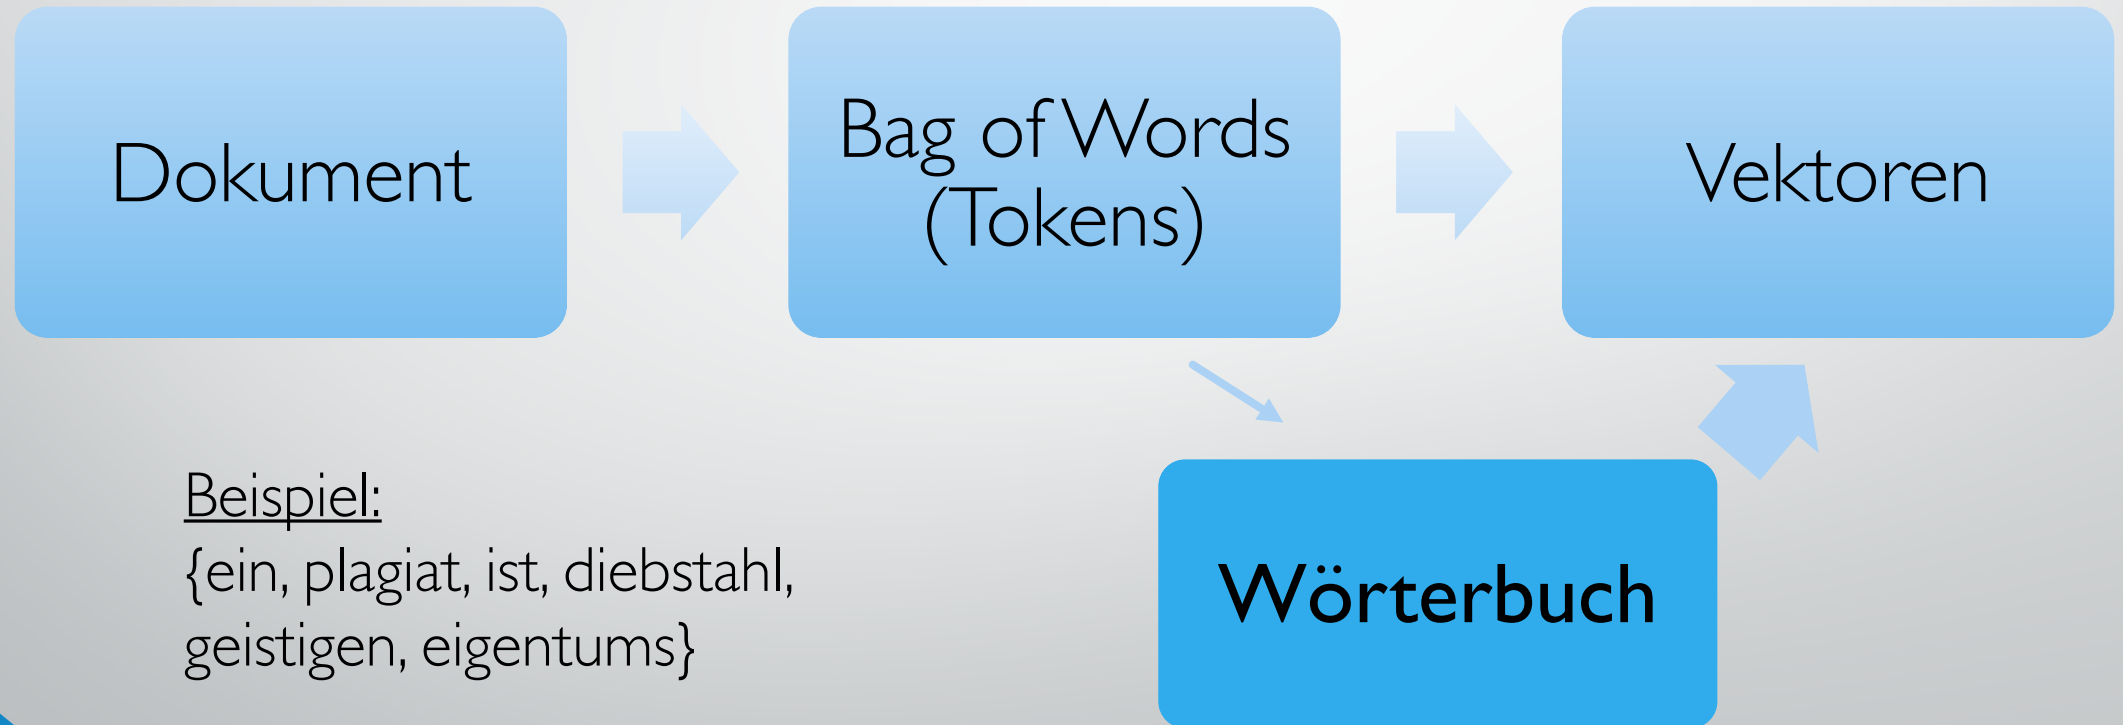 Dokument
Bag of Words
(Tokens)
Vektoren
Beispiel:
{ein, plagiat, ist, diebstahl,
geistigen, eigentums}
Wörterbuch